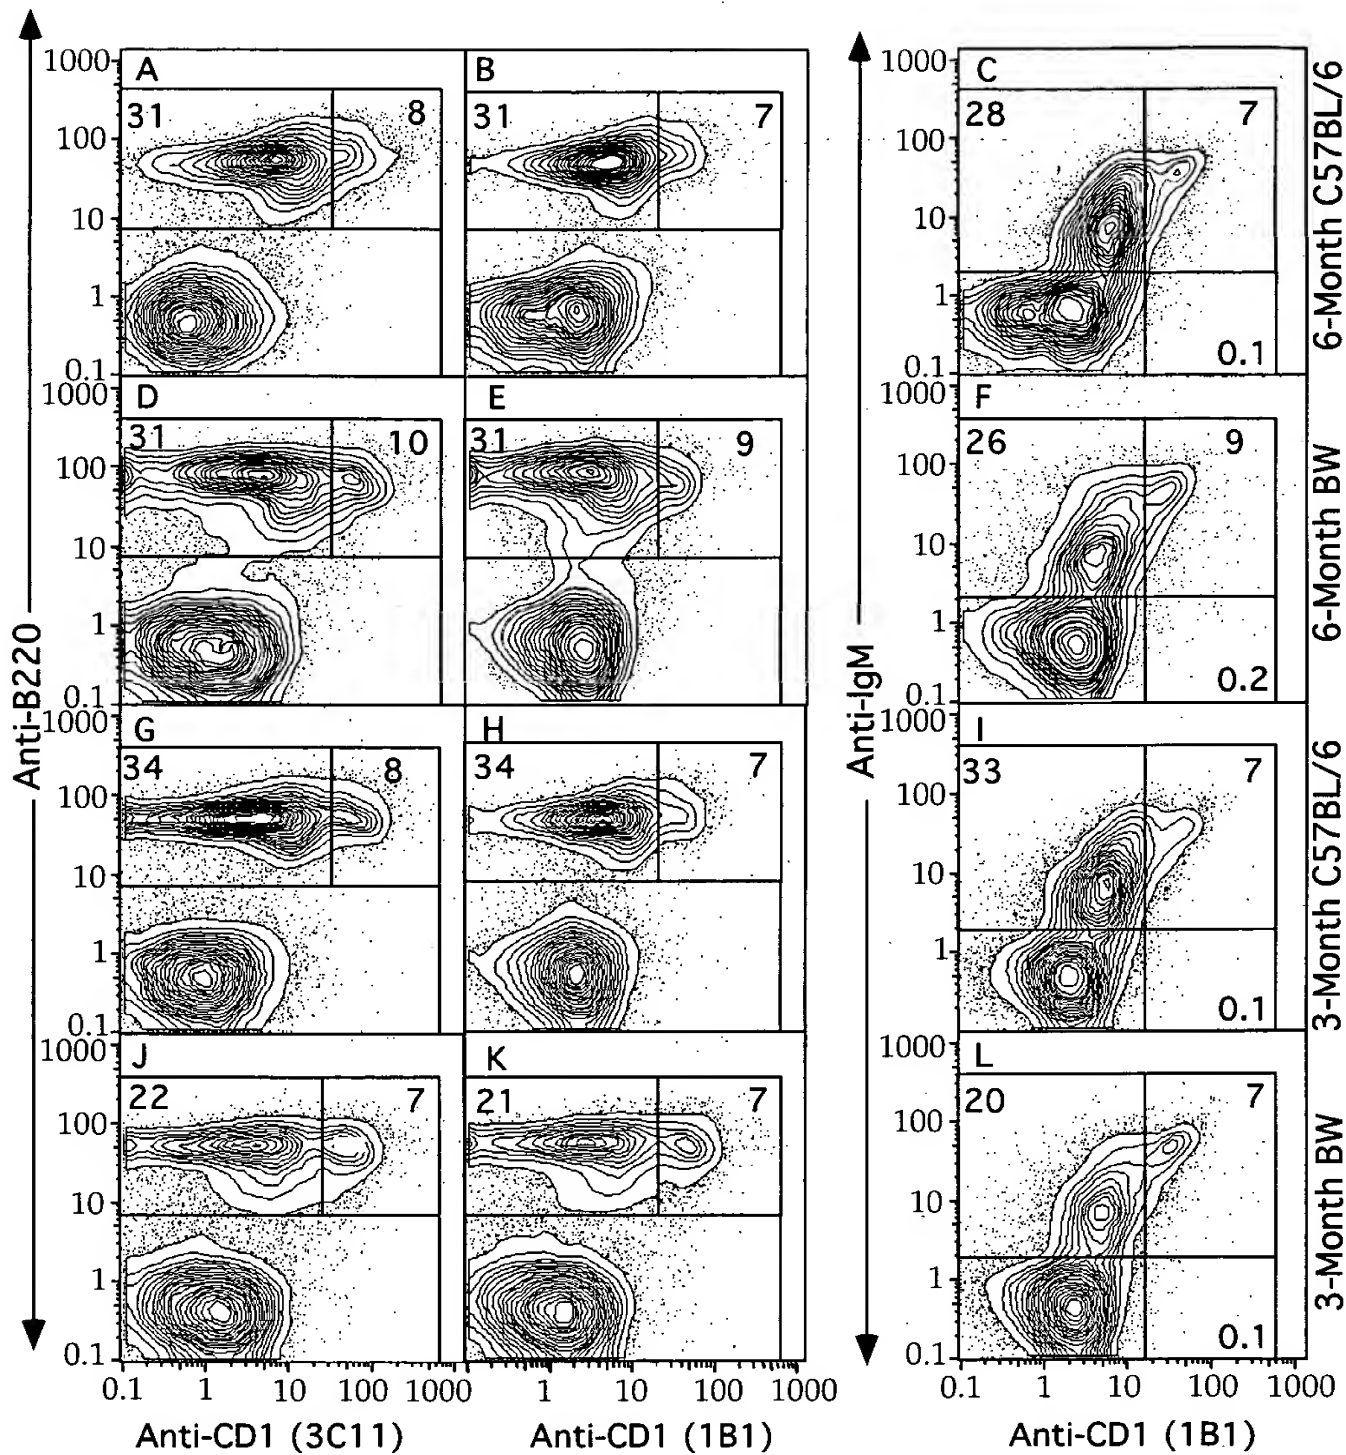 A B C
1000 1000
31 8 31 7 28 7
100 100
10 10
1 1
0.1 0.1 0.1
6-Month C57BL/6
D E F
1000 1000
31 10 31 9 26 9
100 100
10 10
1 1
0.1 0.1 0.2
6-Month BW
Anti-B220
Anti-IgM
G H I
1000 1000
34 8 34 7 33 7
100 100
10 10
1 1
0.1 0.1 0.1
3-Month C57BL/6
J K L
1000 1000
22 7 21 7 20 7
100 100
10 10
1 1
0.1 0.1 0.1
3-Month BW
0.1 1 10 100 1000 1 10 100 1000 0.1 1 10 100 1000
Anti-CD1 (3C11) Anti-CD1 (1B1) Anti-CD1 (1B1)